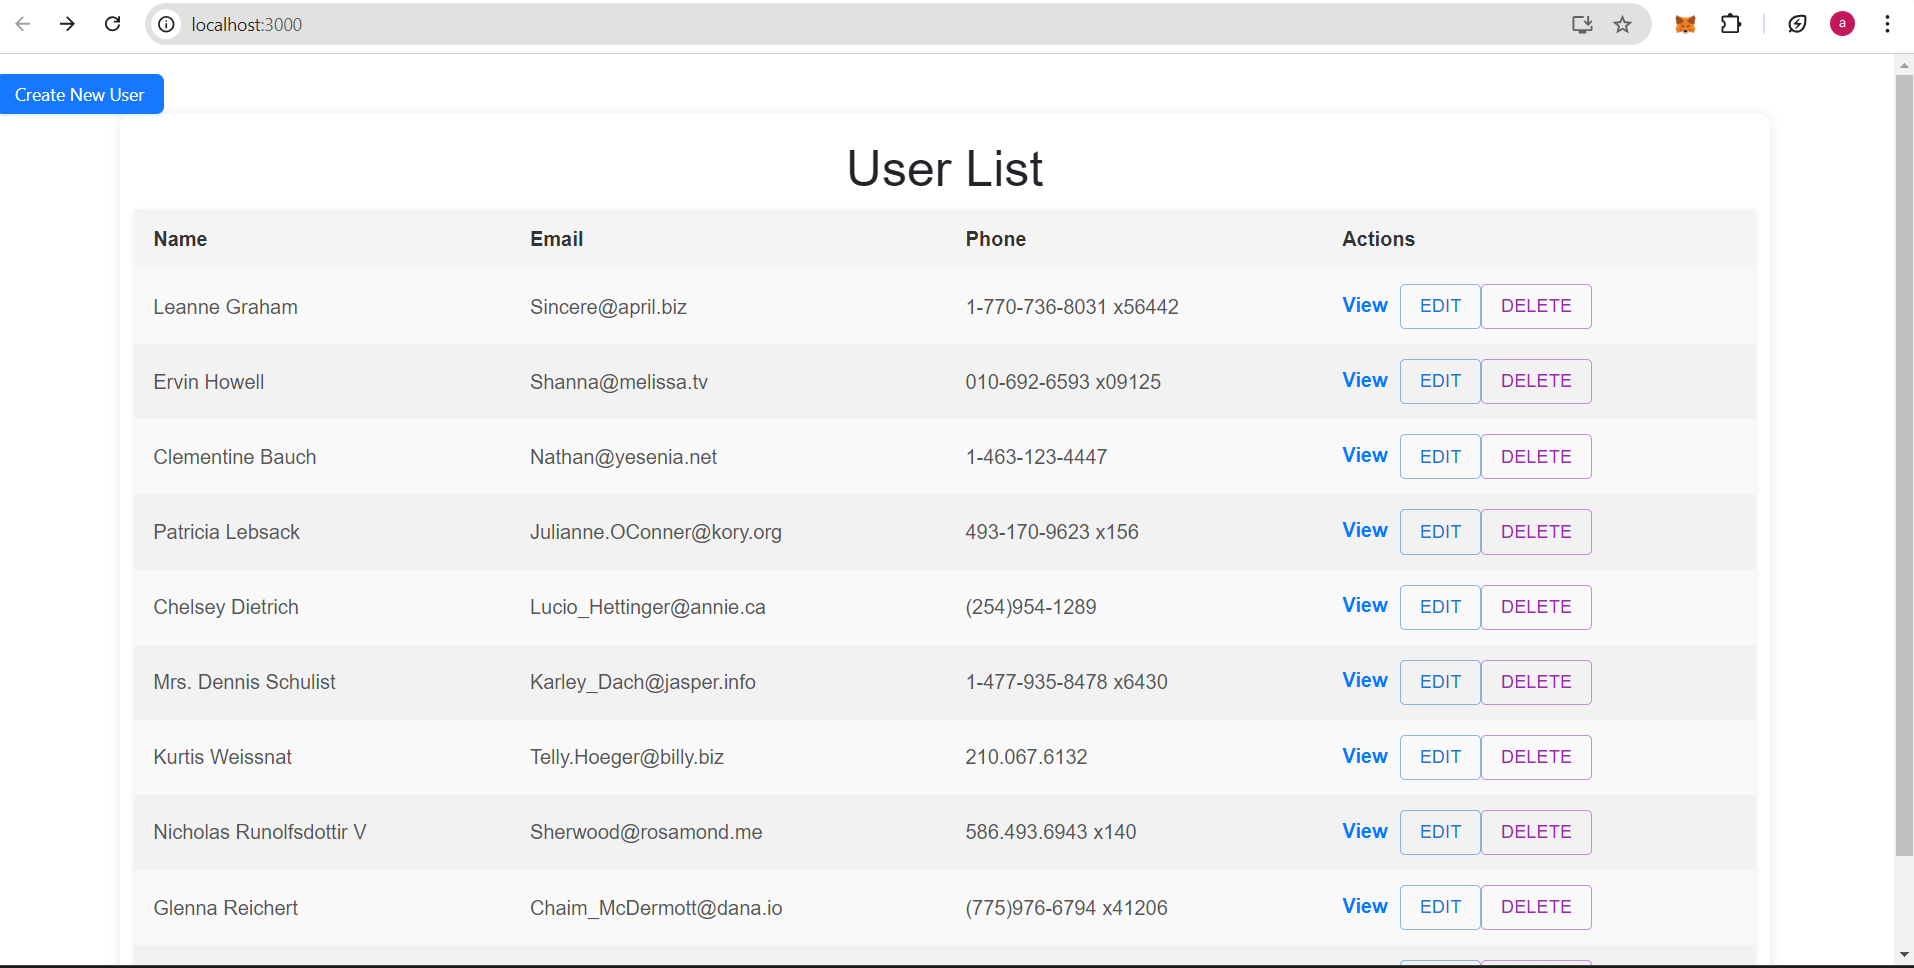 localhost:3000
a
Create New User
User List
Name Email Phone Actions
Leanne Graham Sincere@april.biz 1-770-736-8031 x56442 View EDIT DELETE
Ervin Howell Shanna@melissa.tv 010-692-6593 x09125 View EDIT DELETE
Clementine Bauch Nathan@yesenia.net 1-463-123-4447 View EDIT DELETE
Patricia Lebsack Julianne.OConner@kory.org 493-170-9623 x156 View EDIT DELETE
Chelsey Dietrich Lucio_Hettinger@annie.ca (254)954-1289 View EDIT DELETE
Mrs. Dennis Schulist Karley_Dach@jasper.info 1-477-935-8478 x6430 View EDIT DELETE
Kurtis Weissnat Telly.Hoeger@billy.biz 210.067.6132 View EDIT DELETE
Nicholas Runolfsdottir V Sherwood@rosamond.me 586.493.6943 x140 View EDIT DELETE
Glenna Reichert Chaim_McDermott@dana.io (775)976-6794 x41206 View EDIT DELETE